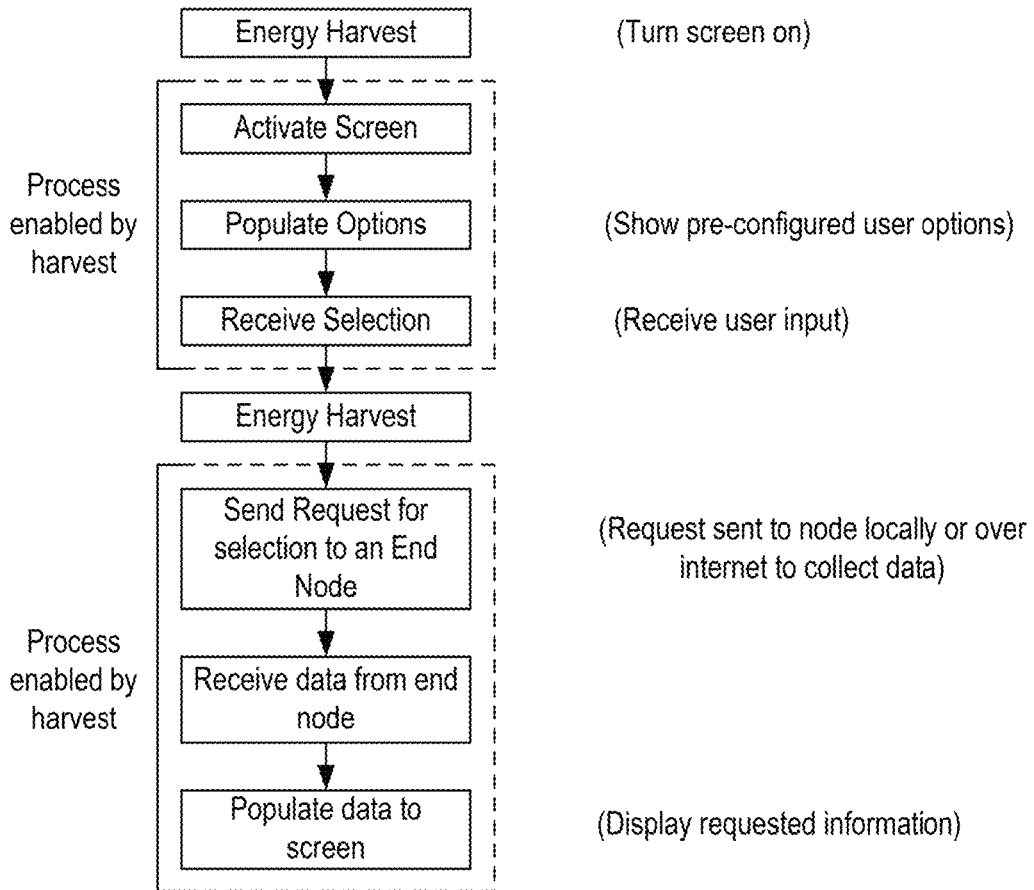 Energy Harvest
(Turn screen on)
Activate Screen
Process
enabled by
harvest
Populate Options
(Show pre-configured user options)
Receive Selection
(Receive user input)
Energy Harvest
Send Request for
selection to an End
Node
(Request sent to node locally or over
internet to collect data)
Process
enabled by
harvest
Receive data from end
node
Populate data to
screen
(Display requested information)